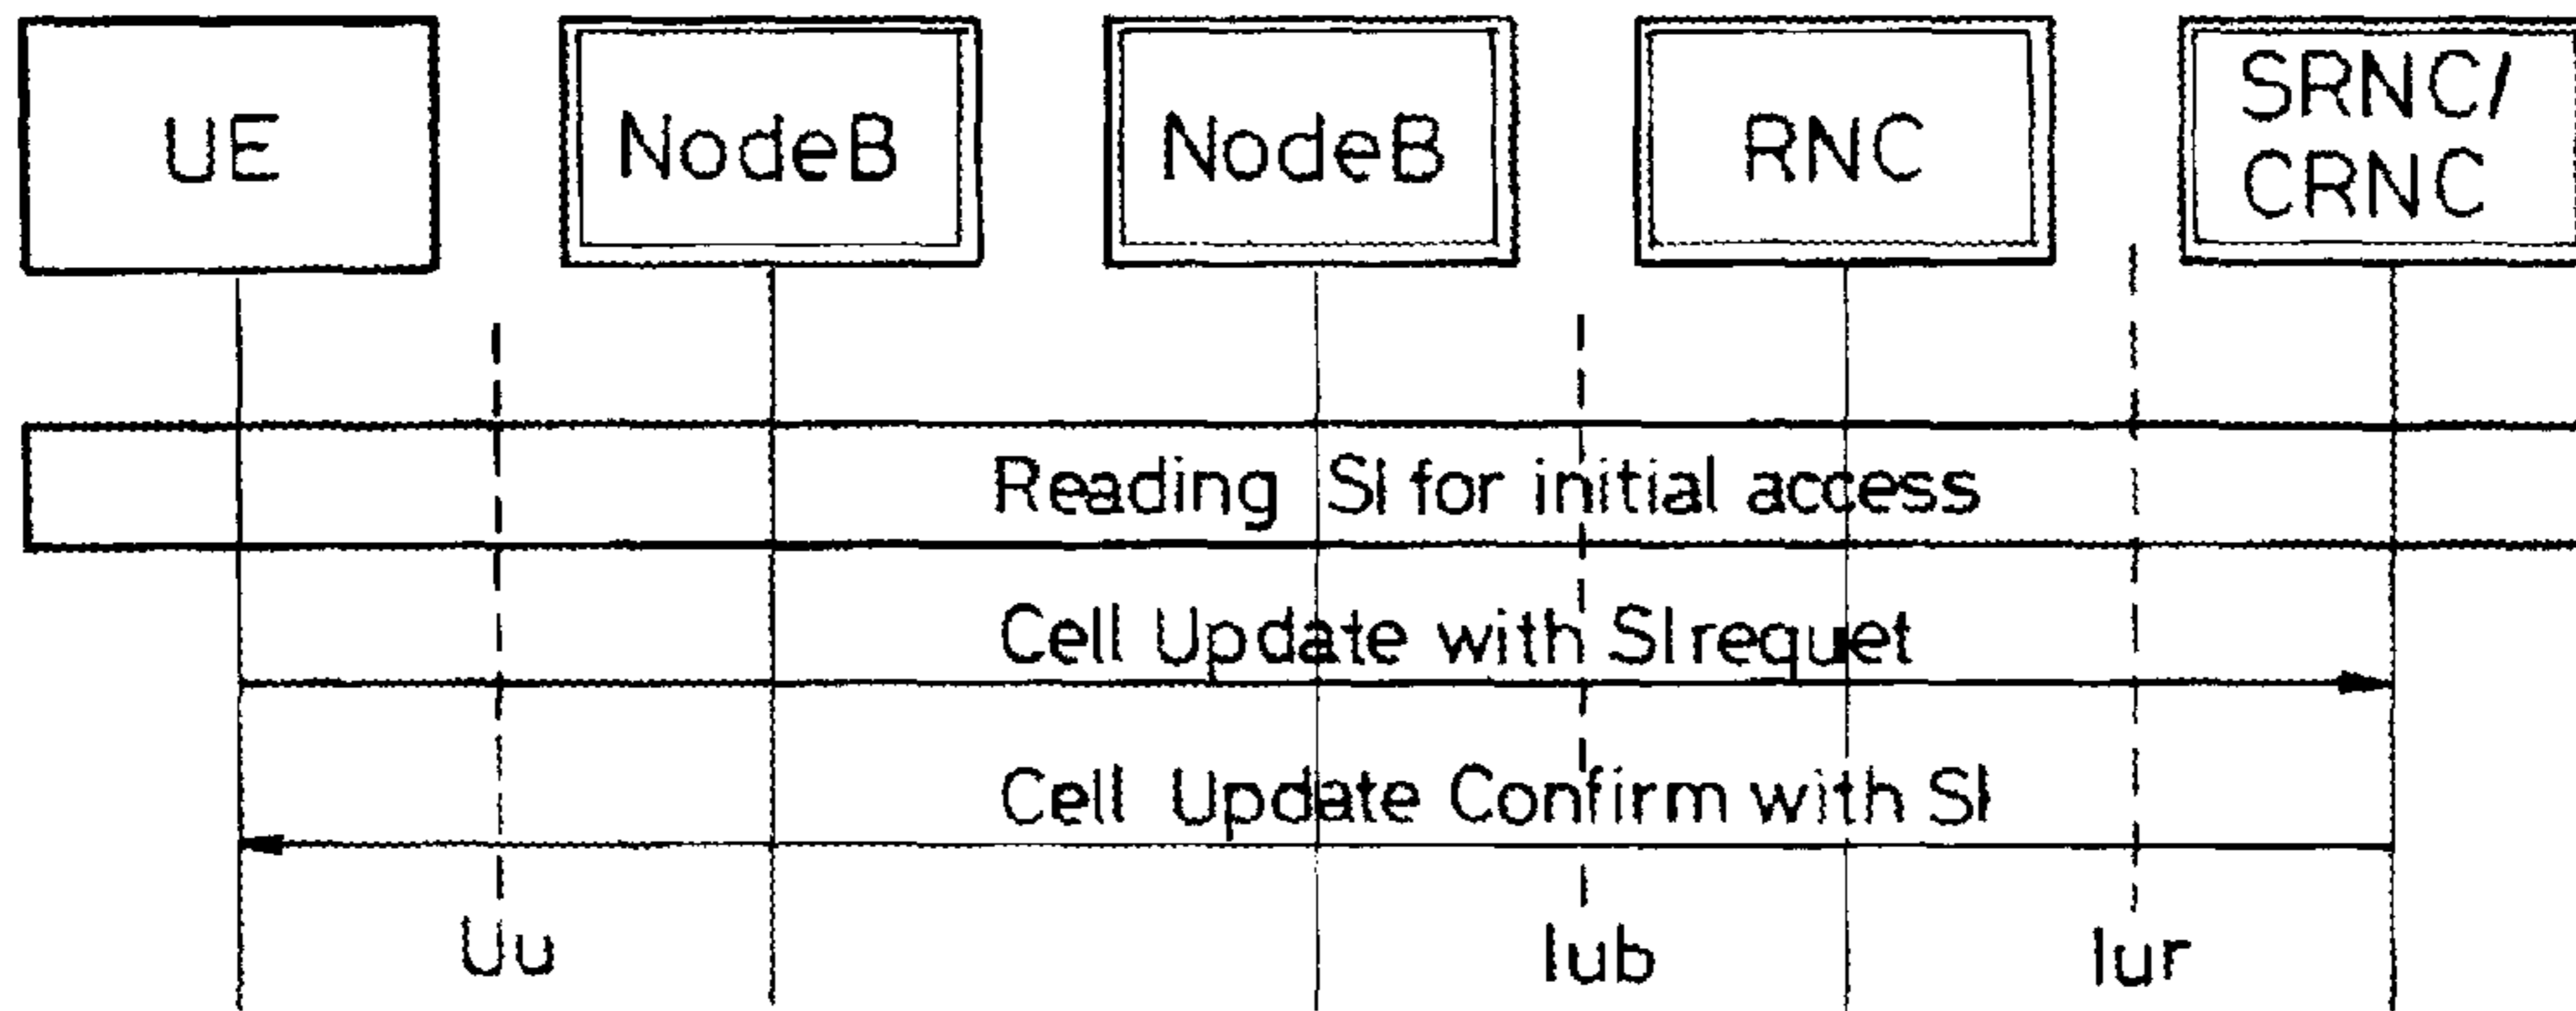 UE
NodeB
NodeB
RNC
SRNC/
CRNC
Reading SI for initial access
Cell Update with SI requet
Cell Update Confirm with SI
Uu
Iub
Iur